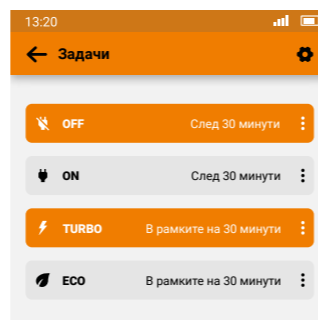 13:20
Задачи
OFF След 30 минути
ON След 30 минути
TURBO В рамките на 30 минути
ECO В рамките на 30 минути